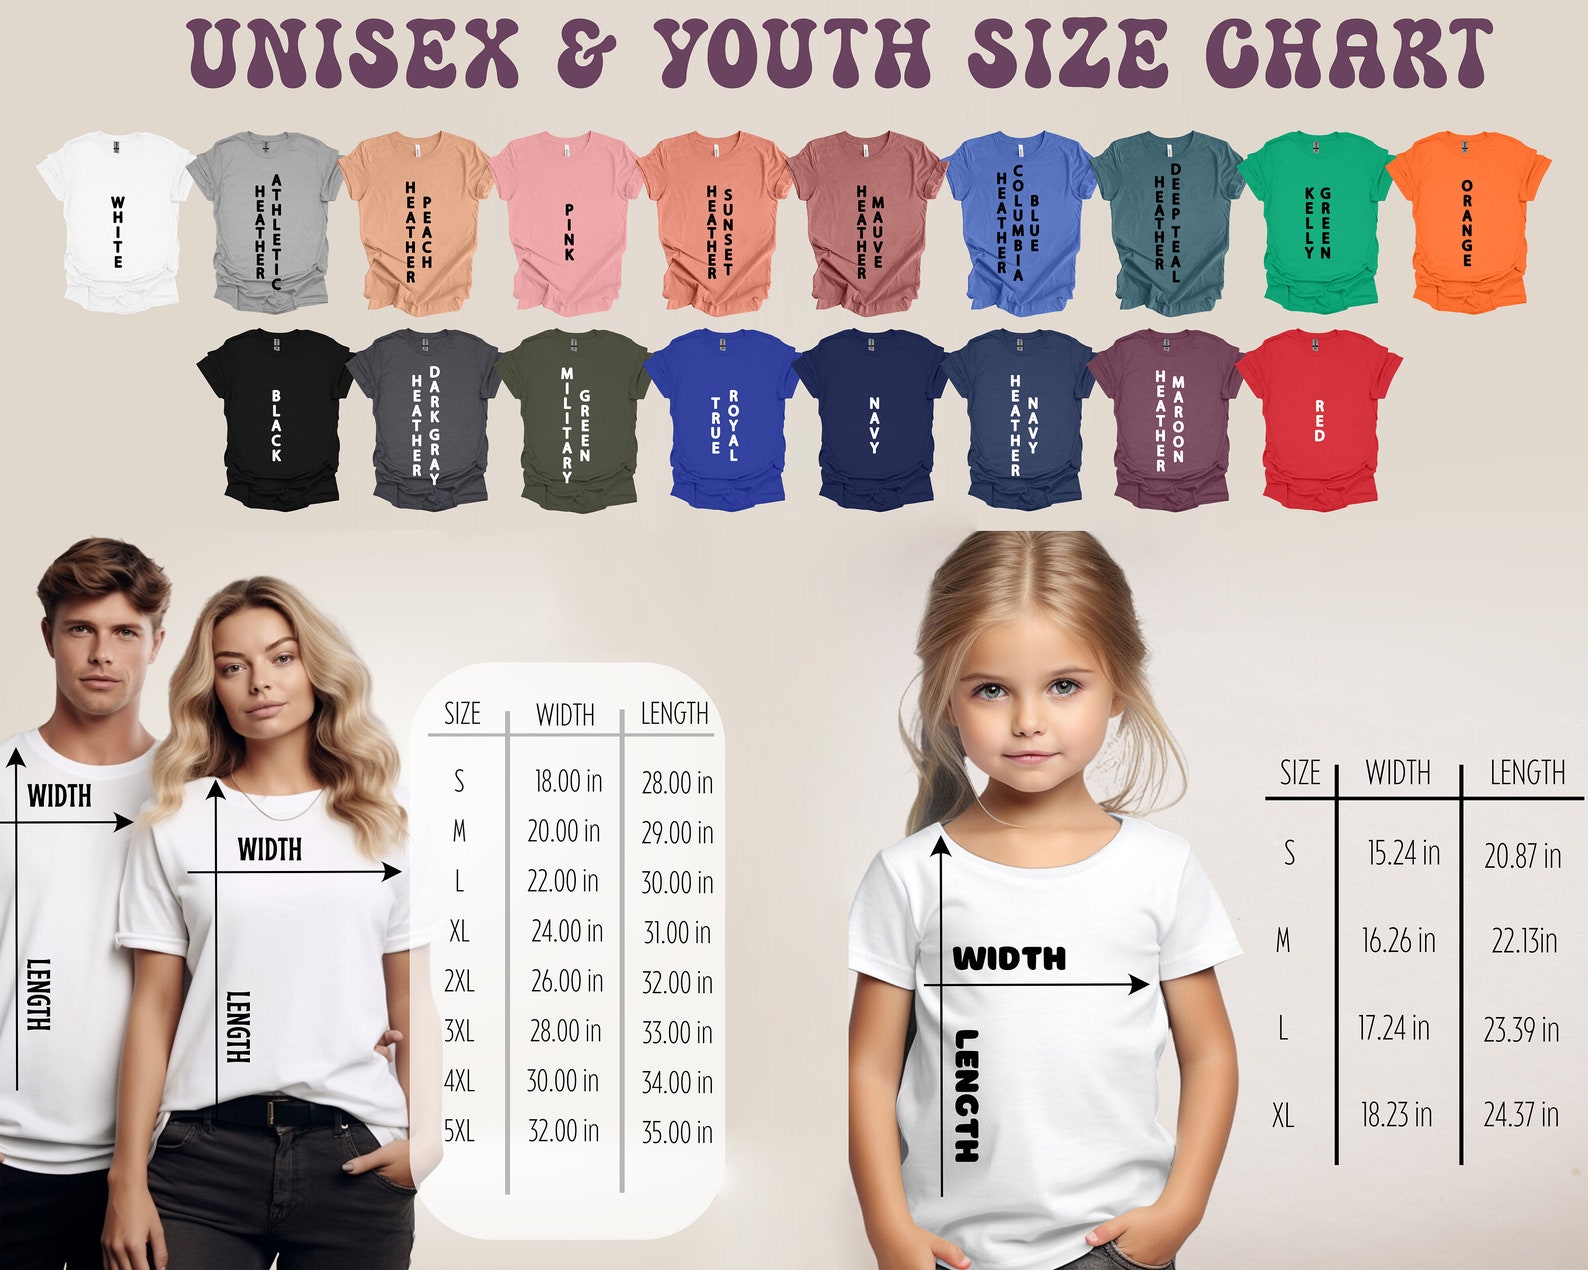 UNISEX & YOUTH SIZE CHART
WHITE
ATHLETIC HEATHER
HEATHER PEACH
PINK
HEATHER SUNSET
HEATHER MAUVE
HEATHER COLUMBIA BLUE
HEATHER DEEP TEAL
KELLY GREEN
ORANGE
BLACK
DARK GRAY HEATHER
MILITARY GREEN
TRUE ROYAL
NAVY
HEATHER NAVY
HEATHER MAROON
RED
WIDTH
LENGTH
WIDTH
LENGTH
SIZE WIDTH LENGTH
S 18.00 in 28.00 in
M 20.00 in 29.00 in
L 22.00 in 30.00 in
XL 24.00 in 31.00 in
2XL 26.00 in 32.00 in
3XL 28.00 in 33.00 in
4XL 30.00 in 34.00 in
5XL 32.00 in 35.00 in
WIDTH
LENGTH
SIZE WIDTH LENGTH
S 15.24 in 20.87 in
M 16.26 in 22.13in
L 17.24 in 23.39 in
XL 18.23 in 24.37 in